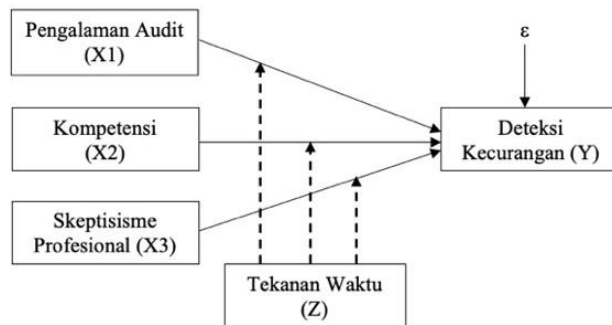 Pengalaman Audit
(X1)
ε
Kompetensi
(X2)
Deteksi
Kecurangan (Y)
Skeptisisme
Profesional (X3)
Tekanan Waktu
(Z)